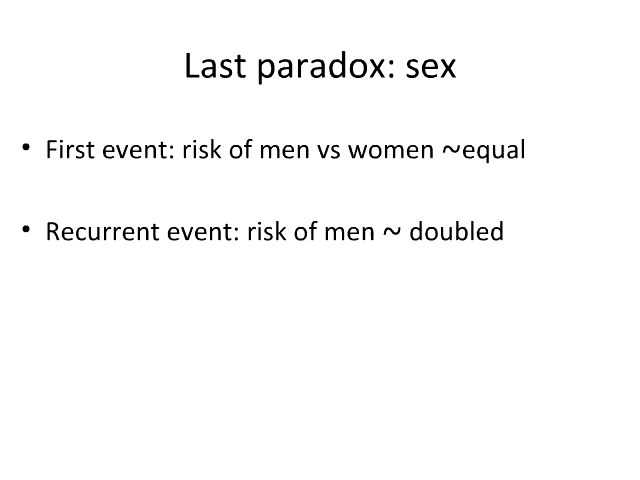 Last paradox: sex
• First event: risk of men vs women ~equal
• Recurrent event: risk of men ~ doubled